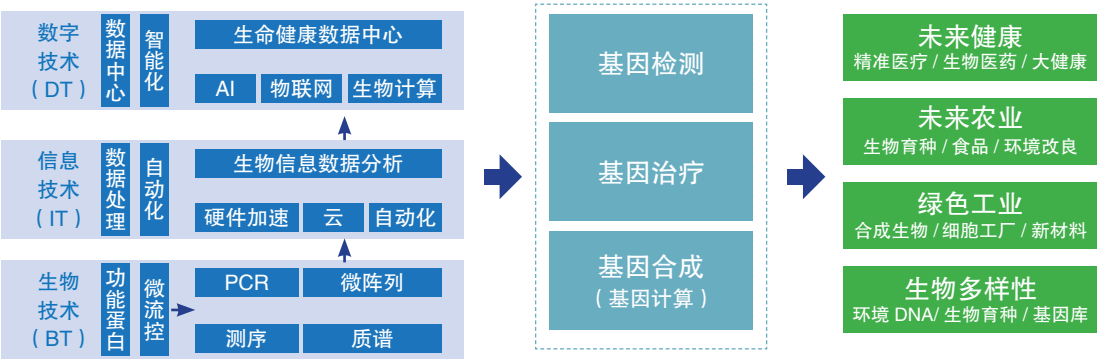 数字
技术
（DT）
数据中心
智能化
生命健康数据中心
AI
物联网
生物计算
信息
技术
（IT）
数据处理
自动化
生物信息数据分析
硬件加速
云
自动化
生物
技术
（BT）
功能蛋白
微流控
PCR
微阵列
测序
质谱
基因检测
基因治疗
基因合成
（基因计算）
未来健康
精准医疗 / 生物医药 / 大健康
未来农业
生物育种 / 食品 / 环境改良
绿色工业
合成生物 / 细胞工厂 / 新材料
生物多样性
环境 DNA/ 生物育种 / 基因库